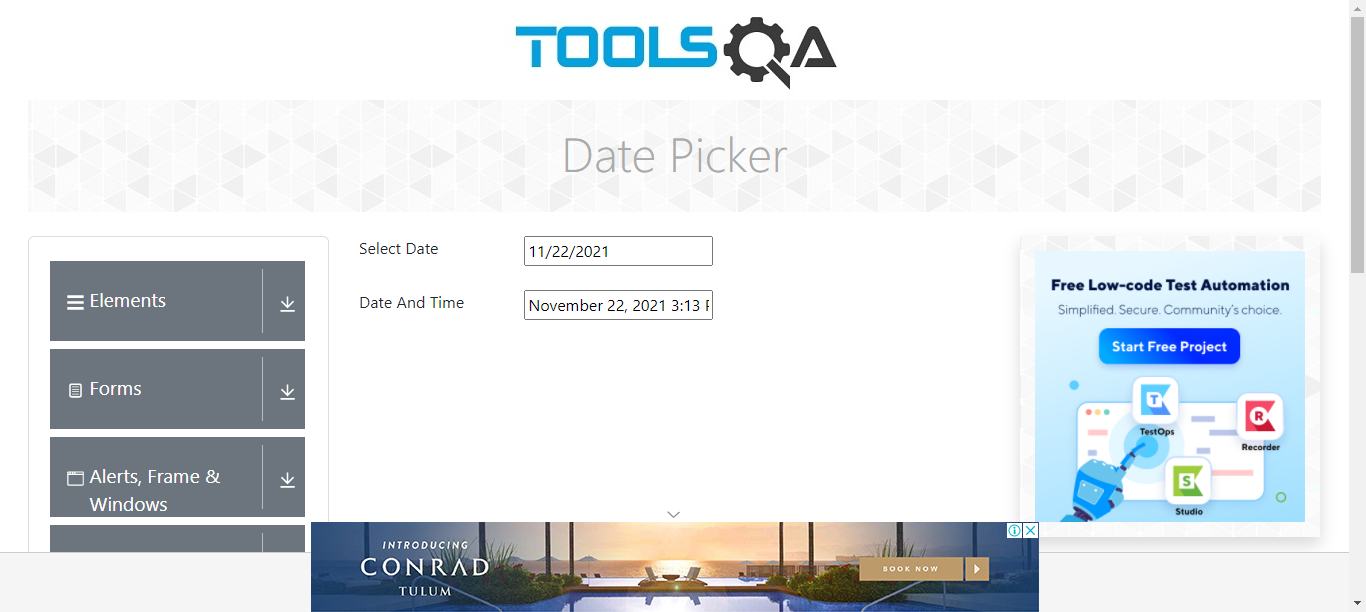 TOOLSQA
Date Picker
Select Date
11/22/2021
Date And Time
November 22, 2021 3:13
Elements
Forms
Alerts, Frame &
Windows
Free Low-code Test Automation
Simplified. Secure. Community's choice.
Start Free Project
TestOps
Recorder
Studio
INTRODUCING
CONRAD
TULUM
BOOK NOW